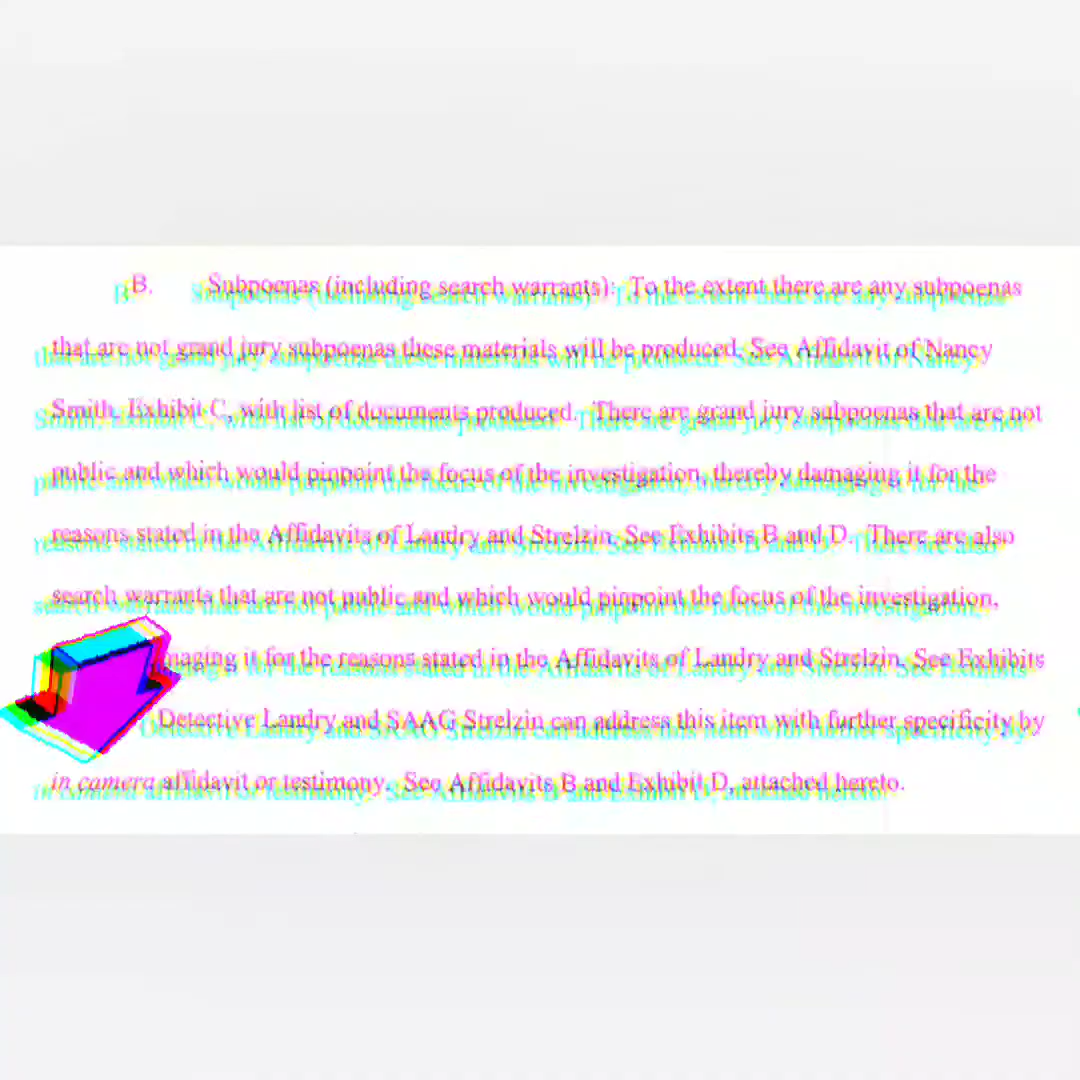 B. Subpoenas (including search warrants): To the extent there are any subpoenas
that are not grand jury subpoenas these materials will be produced. See Affidavit of Nancy
Smith, Exhibit C, with list of documents produced. There are grand jury subpoenas that are not
public and which would pinpoint the focus of the investigation, thereby damaging it for the
reasons stated in the Affidavits of Landry and Strelzin. See Exhibits B and D. There are also
search warrants that are not public and which would pinpoint the focus of the investigation,
maging it for the reasons stated in the Affidavits of Landry and Strelzin. See Exhibits
Detective Landry and SAAG Strelzin can address this item with further specificity by
in camera affidavit or testimony. See Affidavits B and Exhibit D, attached hereto.